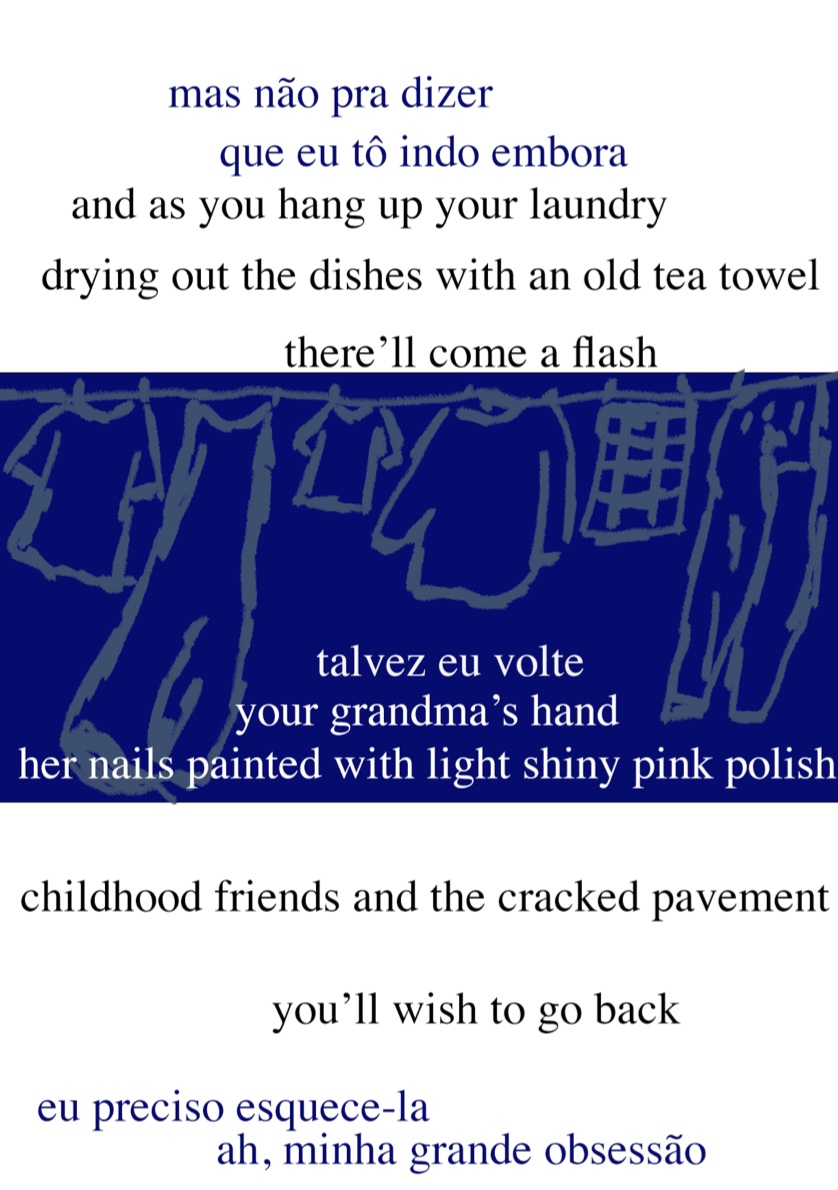 mas não pra dizer
que eu tô indo embora
and as you hang up your laundry
drying out the dishes with an old tea towel
there’ll come a flash
talvez eu volte
your grandma’s hand
her nails painted with light shiny pink polish
childhood friends and the cracked pavement
you’ll wish to go back
eu preciso esquece-la
ah, minha grande obsessão